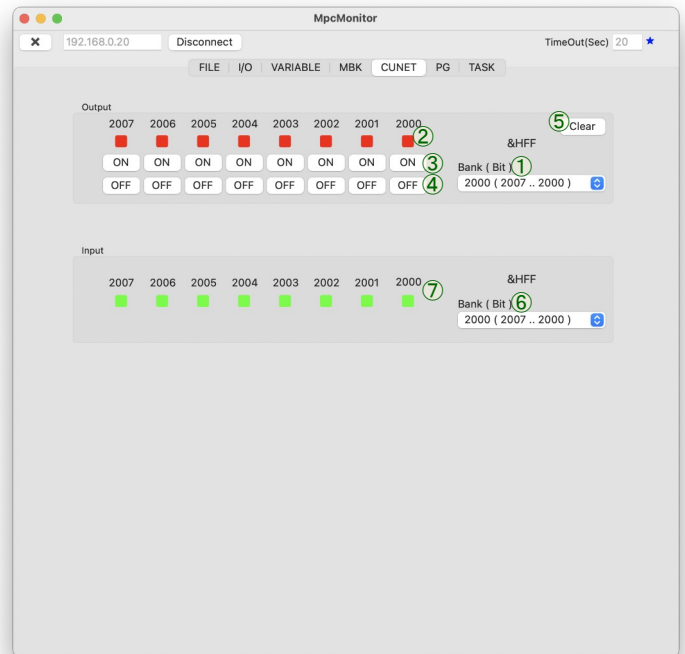 MpcMonitor
✖ 192.168.0.20 Disconnect TimeOut(Sec) 20 ★
FILE I/O VARIABLE MBK CUNET PG TASK
Output
2007 2006 2005 2004 2003 2002 2001 2000 ② &HFF ⑤ Clear
ON ON ON ON ON ON ON ON ③ Bank ( Bit ) ①
OFF OFF OFF OFF OFF OFF OFF OFF ④ 2000 ( 2007 .. 2000 )
Input
2007 2006 2005 2004 2003 2002 2001 2000 ⑦ &HFF
Bank ( Bit ) ⑥
2000 ( 2007 .. 2000 )